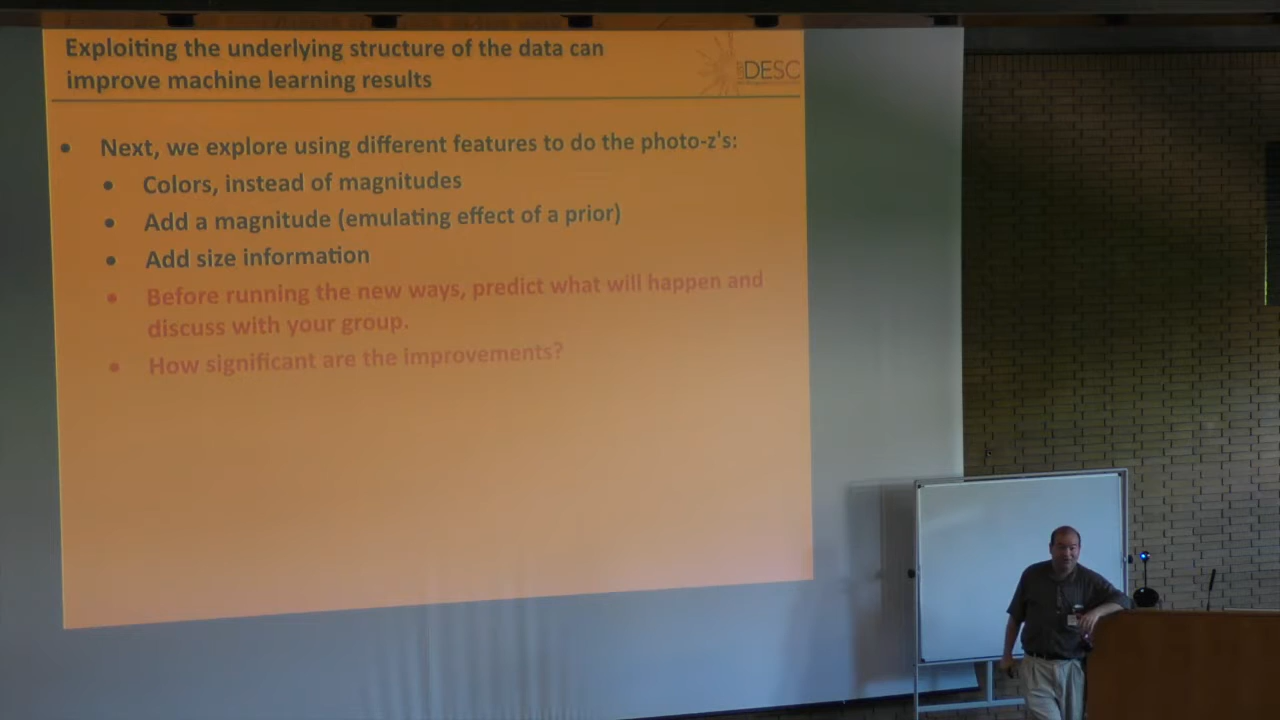 Exploiting the underlying structure of the data can
improve machine learning results
DESC
• Next, we explore using different features to do the photo-z's:
• Colors, instead of magnitudes
• Add a magnitude (emulating effect of a prior)
• Add size information
• Before running the new ways, predict what will happen and
discuss with your group.
• How significant are the improvements?